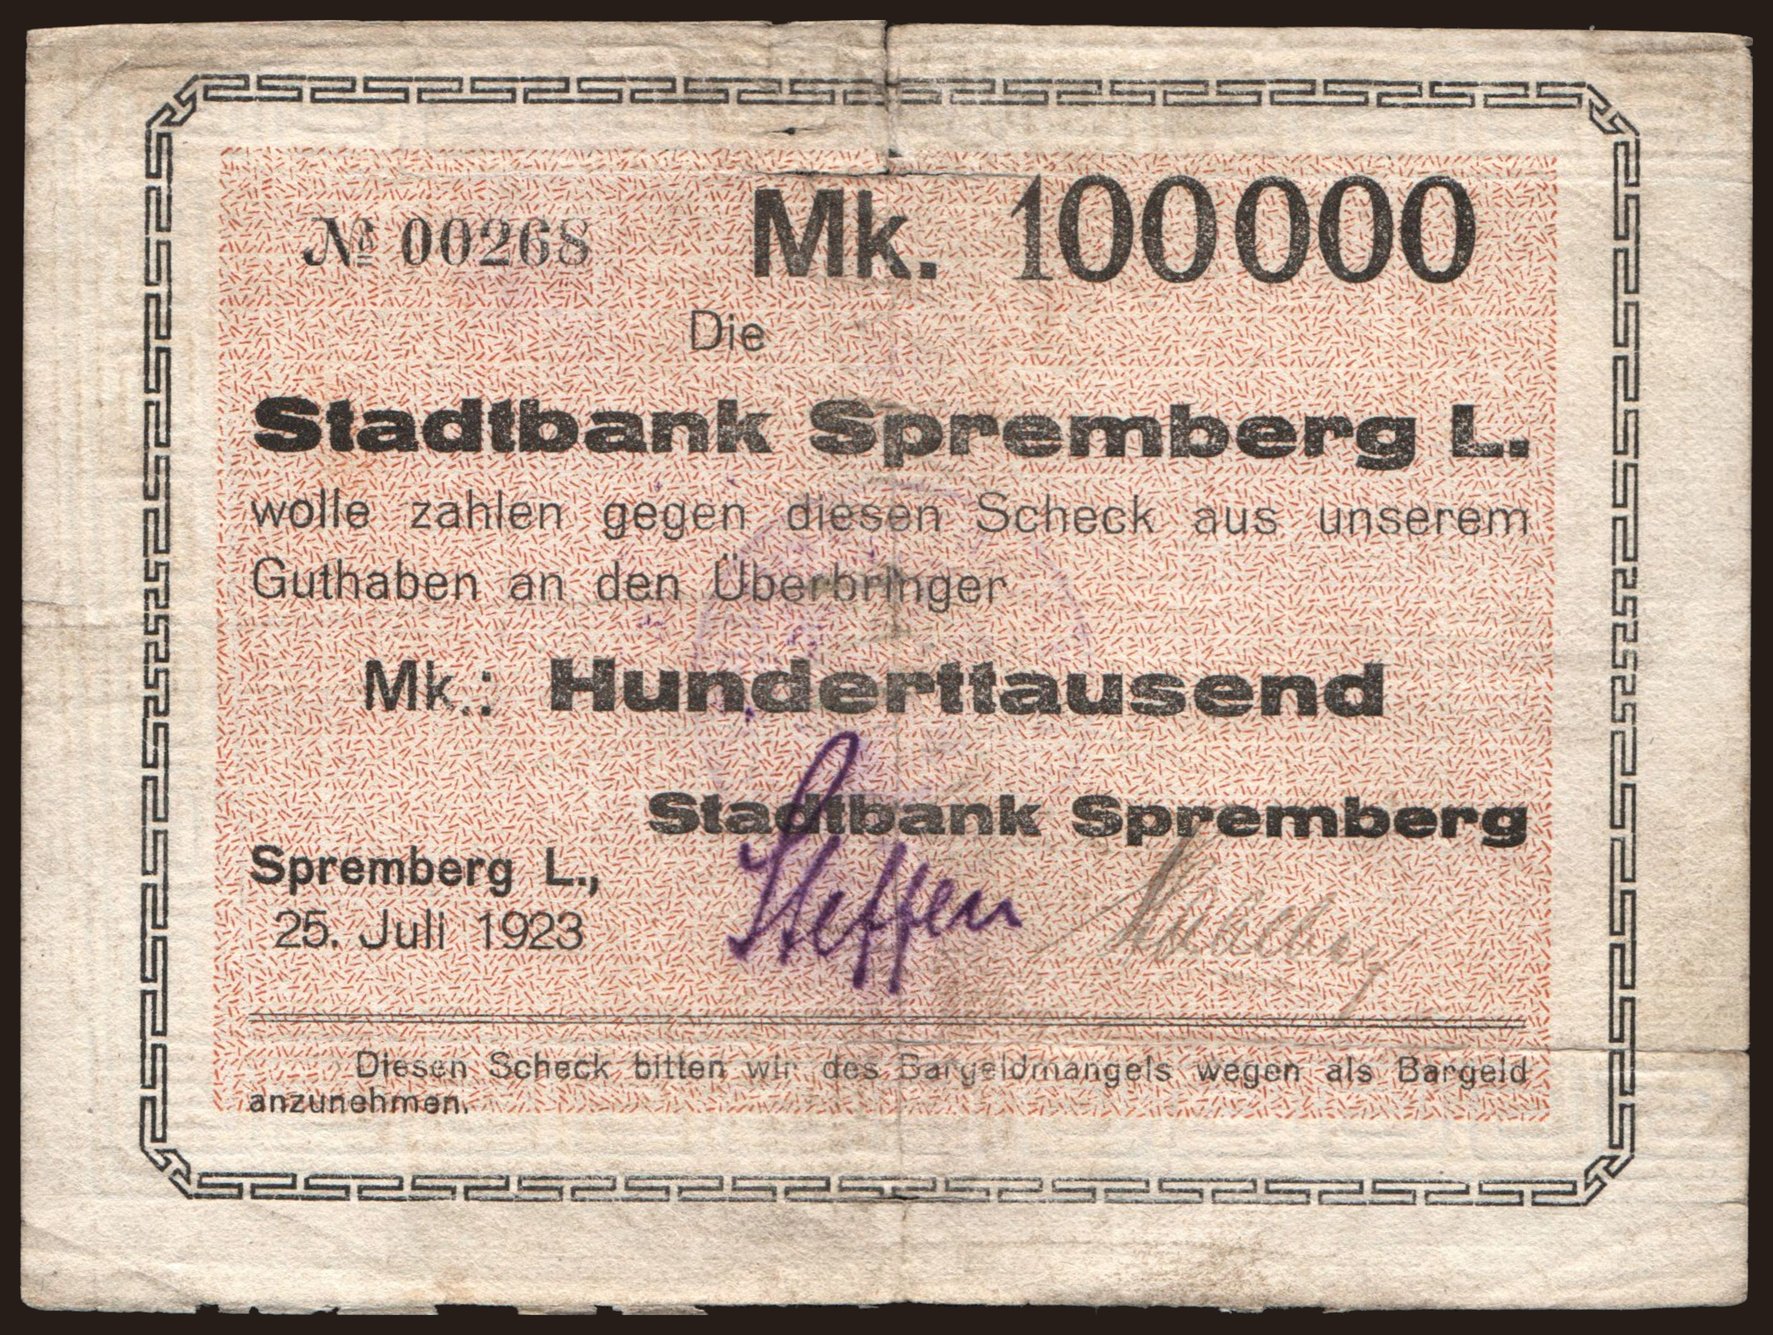 № 00268
Mk. 100000
Die
Stadtbank Spremberg L.
wolle zahlen gegen diesen Scheck aus unserem
Guthaben an den Überbringer
Mk.: Hunderttausend
Stadtbank Spremberg
Spremberg L.,
25. Juli 1923
Steffen
Diesen Scheck bitten wir des Bargeldmangels wegen als Bargeld
anzunehmen.